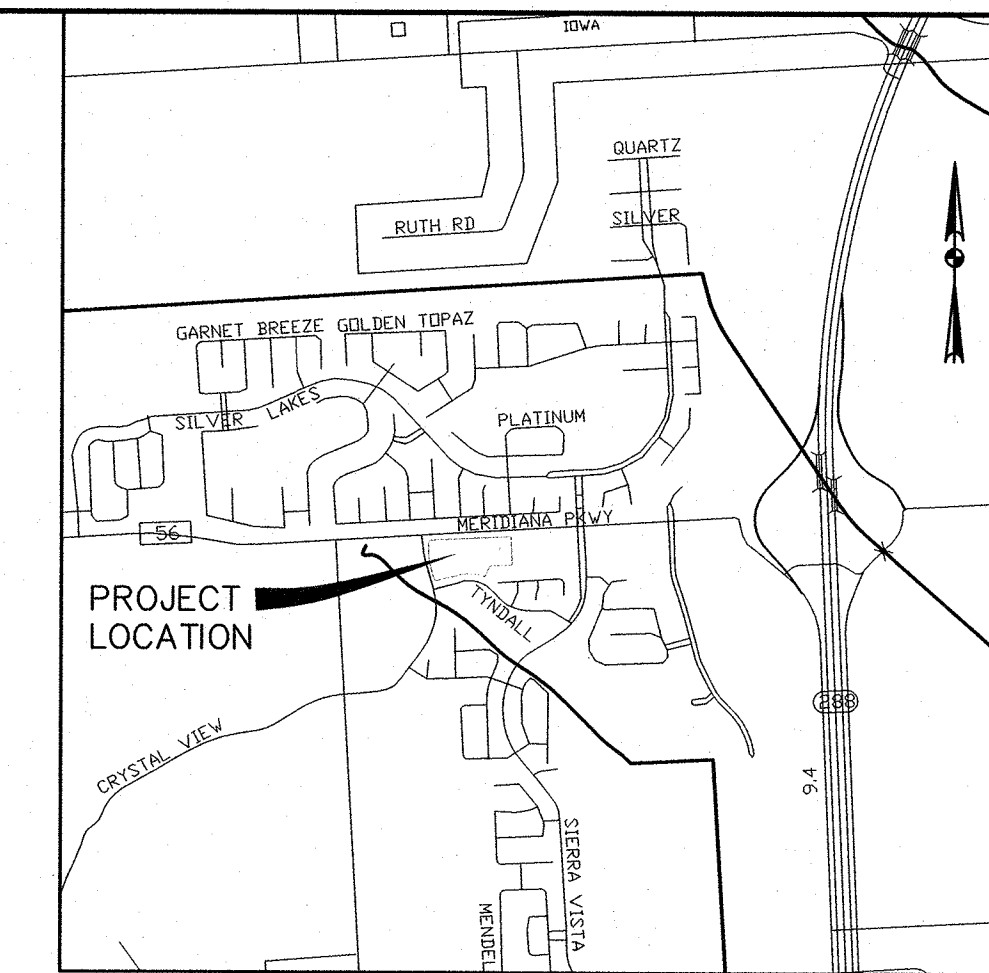 IOWA
QUARTZ
SILVER
RUTH RD
GARNET BREEZE GOLDEN TOPAZ
SILVER LAKES
PLATINUM
MERIDIANA PKWY
56
PROJECT
LOCATION
TYNDALL
288
CRYSTAL VIEW
9.4
SIERRA VISTA
MENDEL